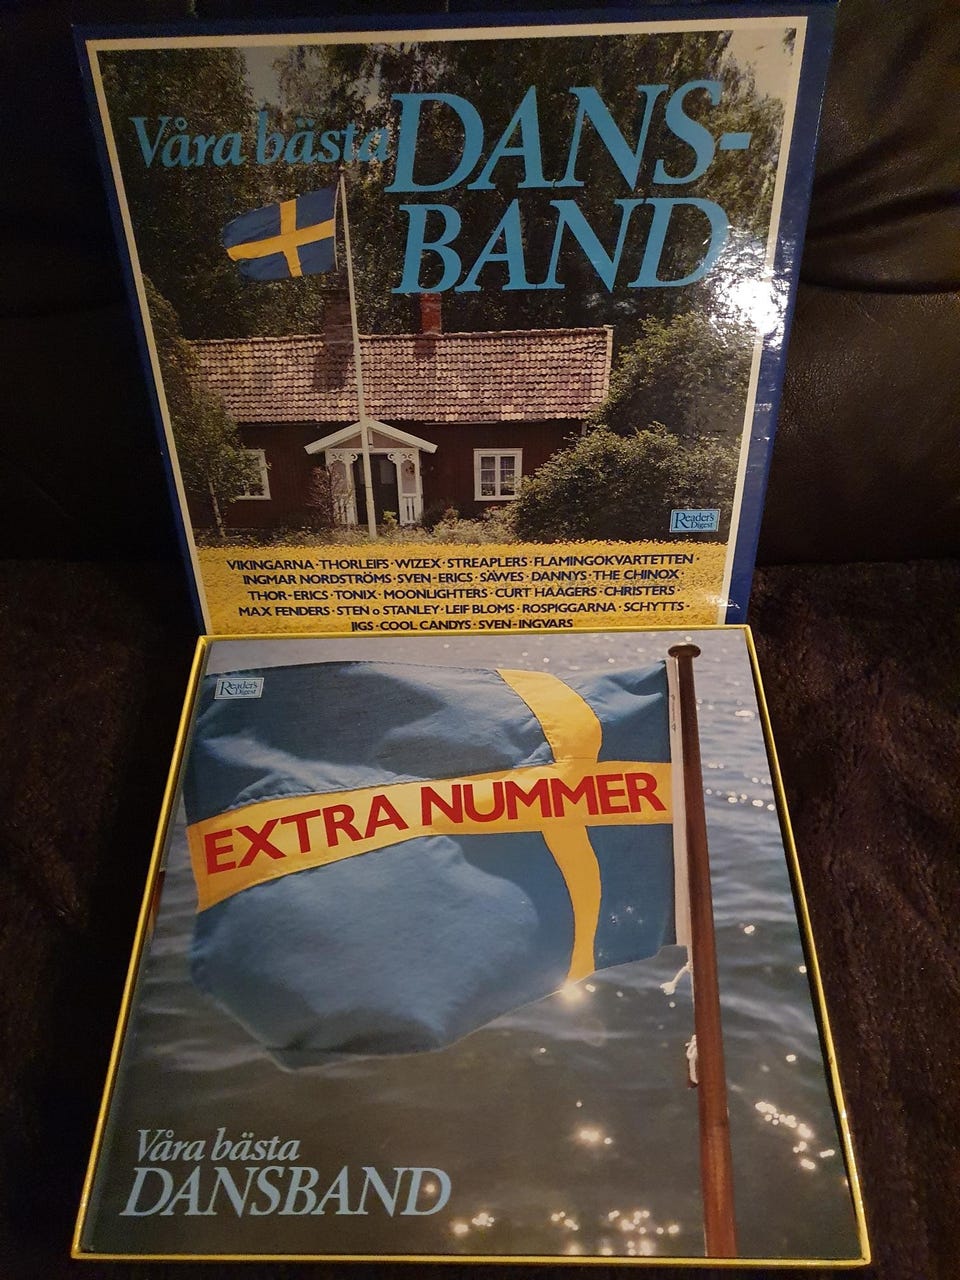 Våra bästa DANS-
BAND
Reader's
Digest
VIKINGARNA · THORLEIFS · WIZEX · STREAPLERS · FLAMINGOKVARTETTEN ·
INGMAR NORDSTRÖMS · SVEN-ERICS · SÄWES · DANNYS · THE CHINOX ·
THOR-ERICS · TONIX · MOONLIGHTERS · CURT HAAGERS · CHRISTERS ·
MAX FENDERS · STEN o STANLEY · LEIF BLOMS · ROSPIGGARNA · SCHYTTS ·
JIGS · COOL CANDYS · SVEN-INGVARS
Reader's
Digest
EXTRA NUMMER
Våra bästa
DANSBAND